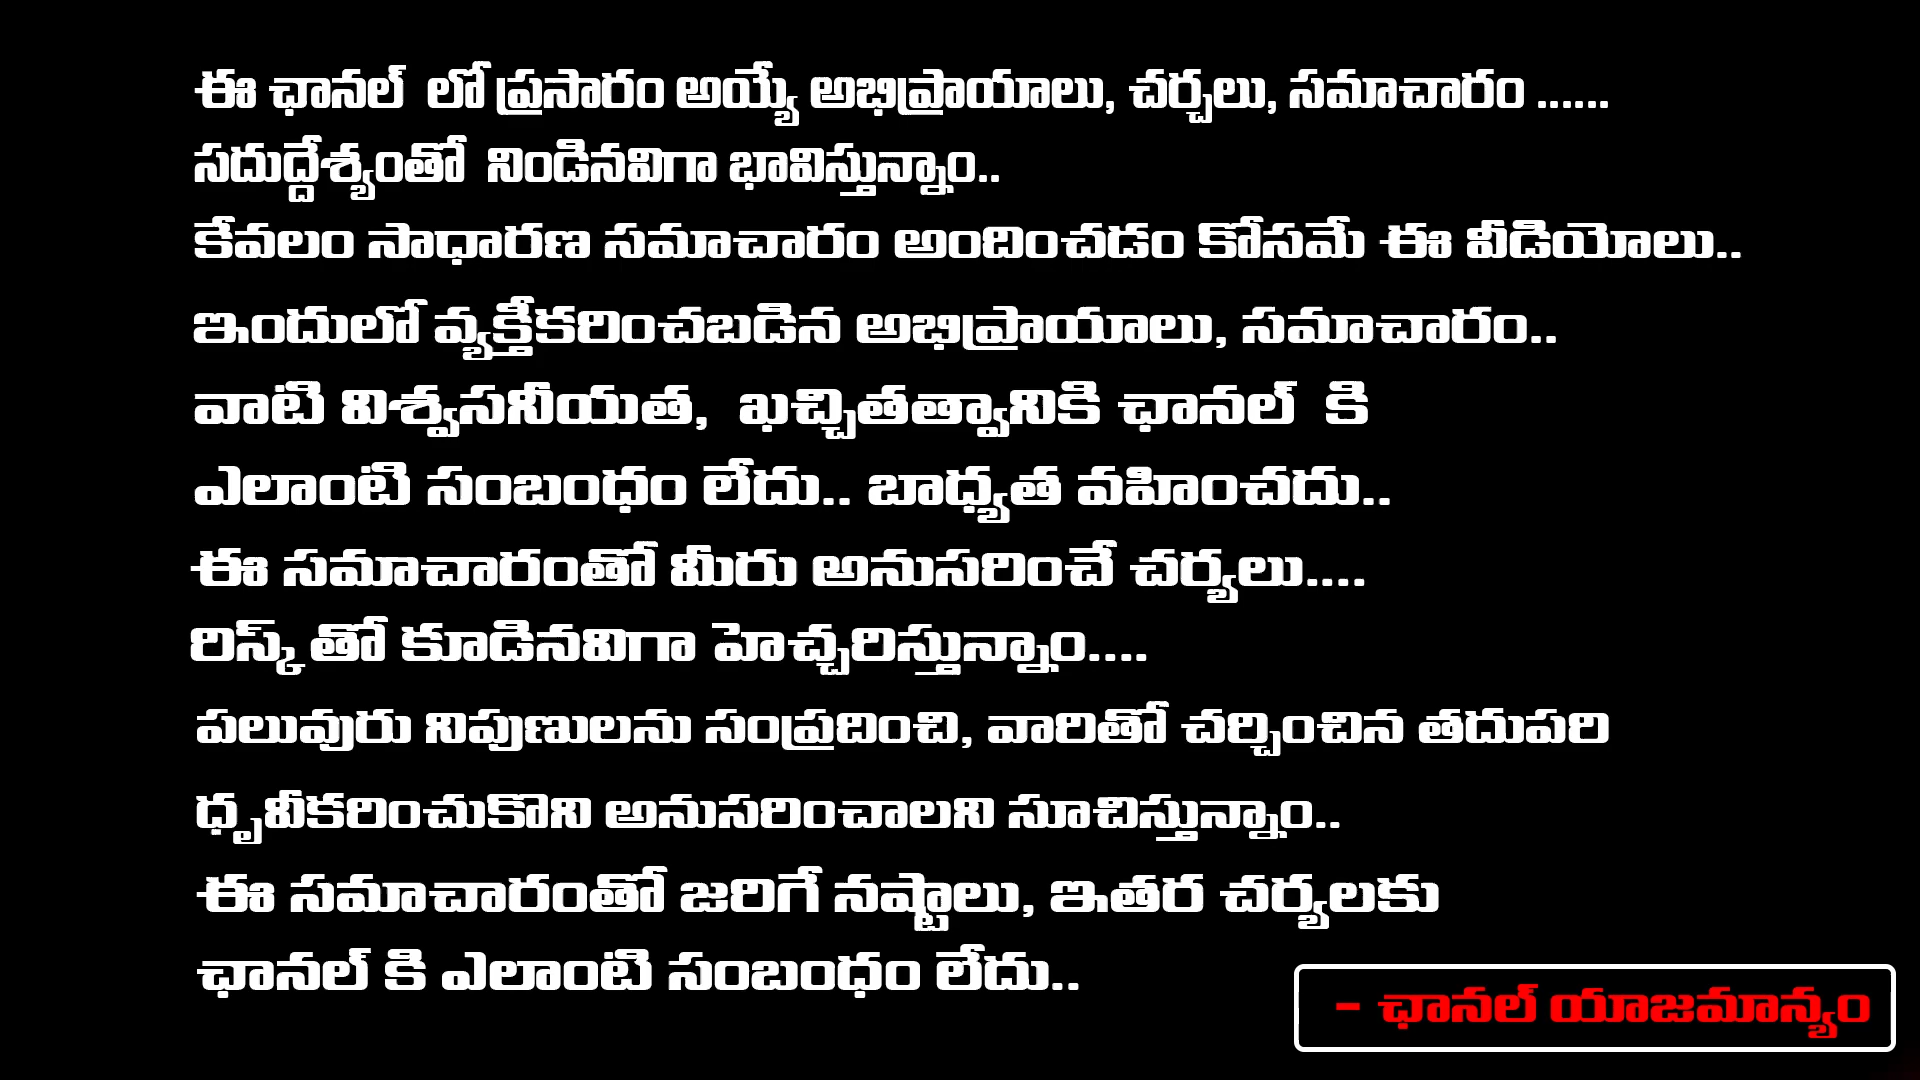 ఈ ఛానల్ లో ప్రసారం అయ్యే అభిప్రాయాలు, చర్చలు, సమాచారం ......
సదుద్దేశ్యంతో నిండినవిగా భావిస్తున్నాం..
కేవలం సాధారణ సమాచారం అందించడం కోసమే ఈ వీడియోలు..
ఇందులో వ్యక్తీకరించబడిన అభిప్రాయాలు, సమాచారం..
వాటి విశ్వసనీయత, ఖచ్చితత్వానికి ఛానల్ కి
ఎలాంటి సంబంధం లేదు.. బాధ్యత వహించదు..
ఈ సమాచారంతో మీరు అనుసరించే చర్యలు....
రిస్క్ తో కూడినవిగా హెచ్చరిస్తున్నాం....
పలువురు నిపుణులను సంప్రదించి, వారితో చర్చించిన తదుపరి
ధృవీకరించుకొని అనుసరించాలని సూచిస్తున్నాం..
ఈ సమాచారంతో జరిగే నష్టాలు, ఇతర చర్యలకు
ఛానల్ కి ఎలాంటి సంబంధం లేదు..
- ఛానల్ యాజమాన్యం